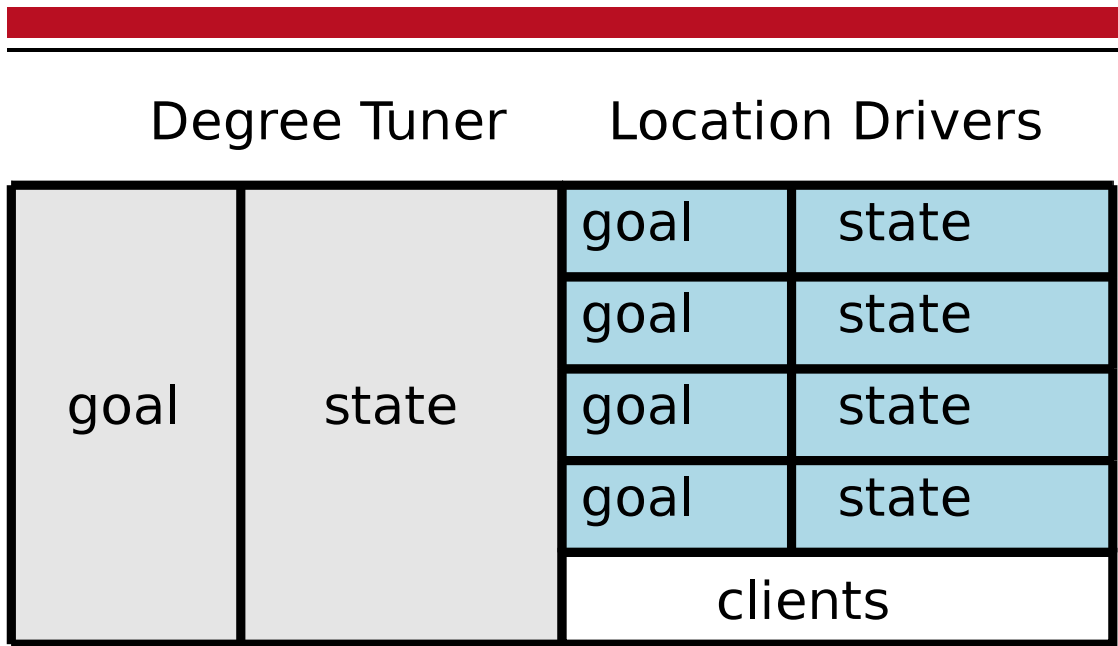 Degree Tuner Location Drivers
goal state
goal state
goal state
goal state goal state
clients